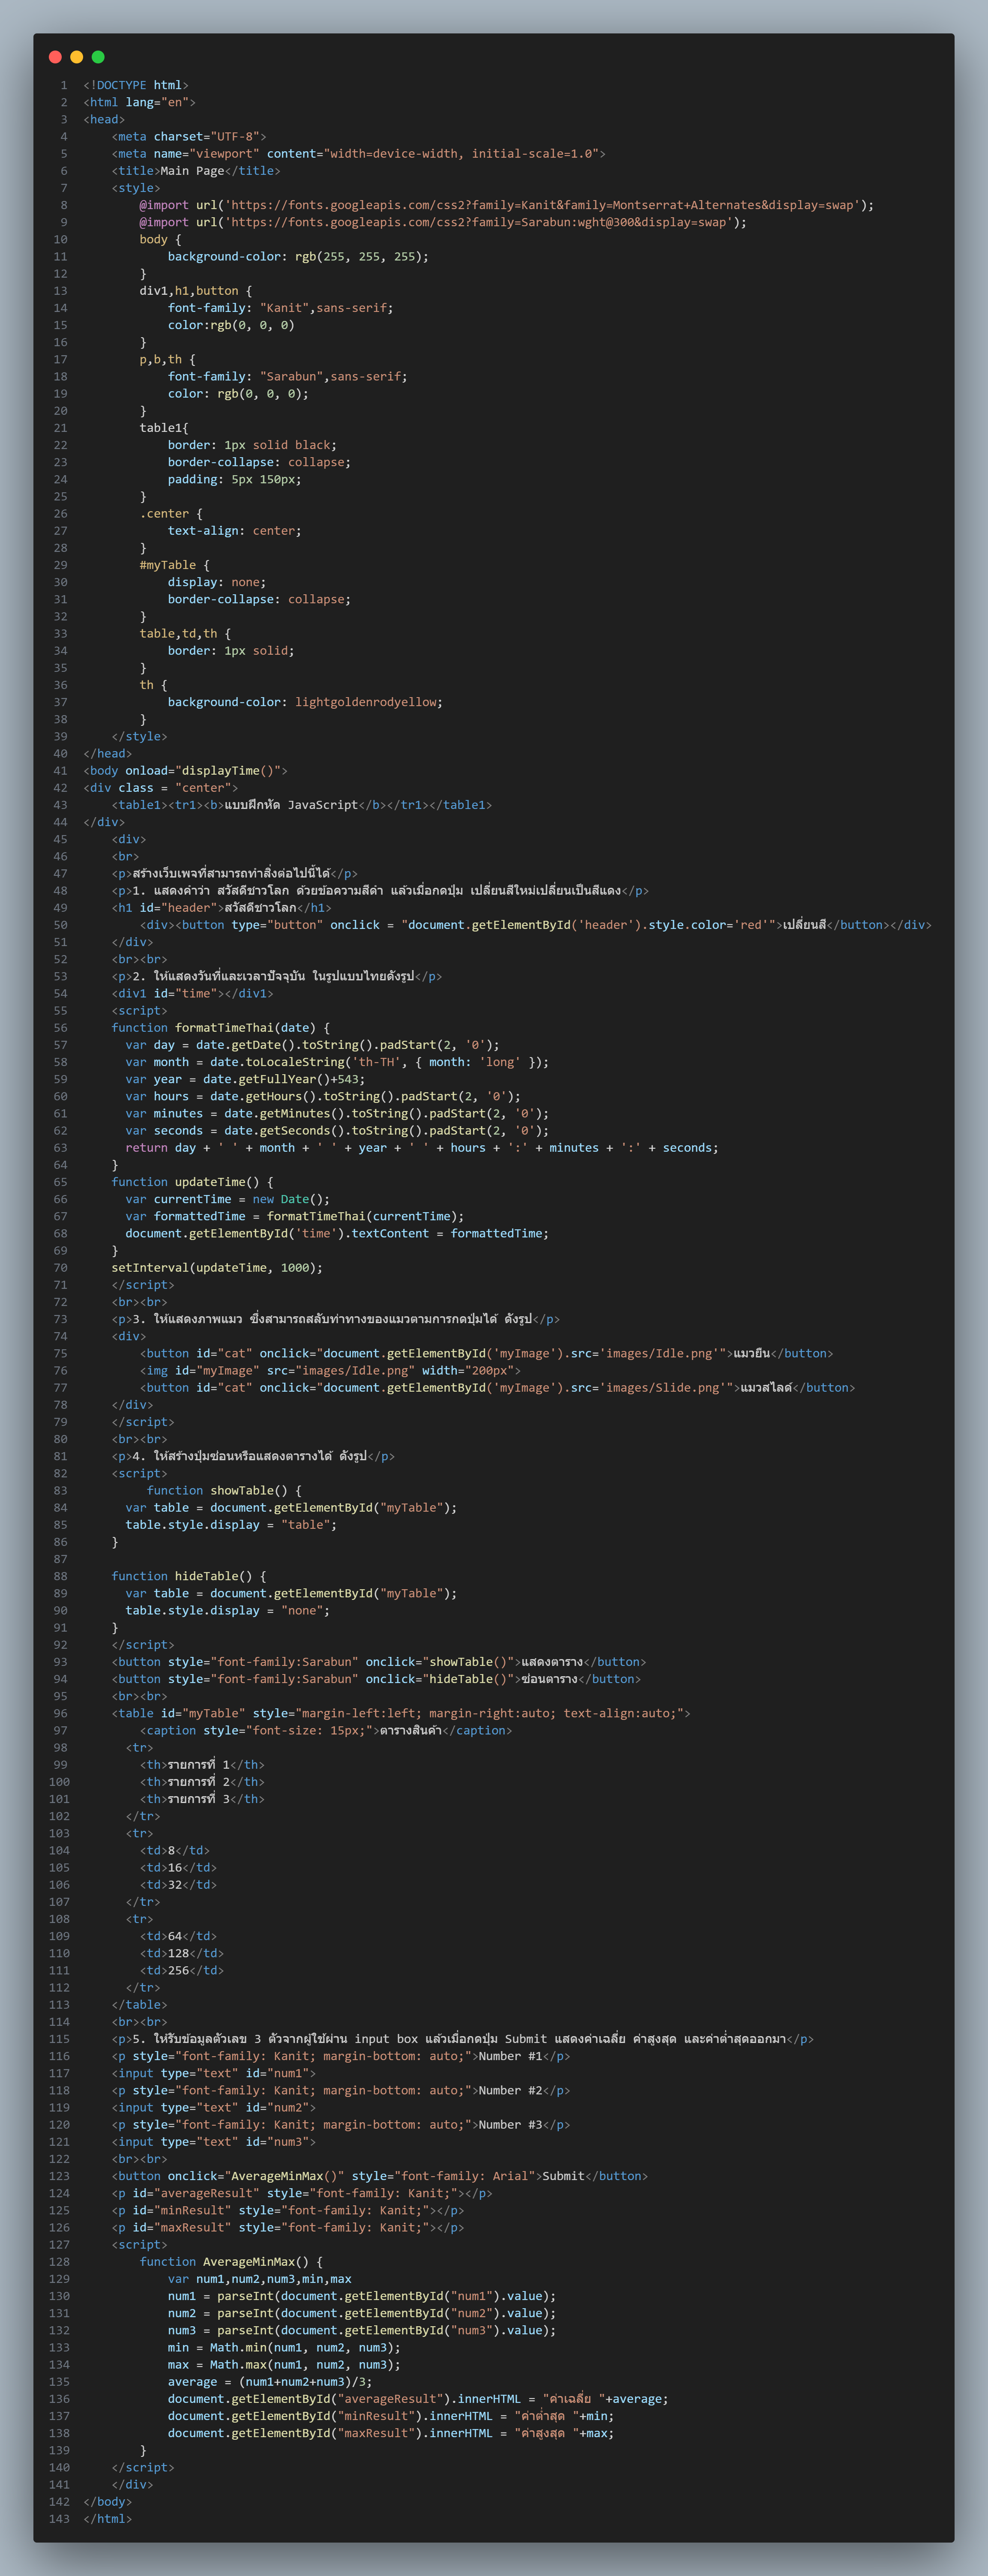 1 <!DOCTYPE html>
2 <html lang="en">
3 <head>
4     <meta charset="UTF-8">
5     <meta name="viewport" content="width=device-width, initial-scale=1.0">
6     <title>Main Page</title>
7     <style>
8         @import url('https://fonts.googleapis.com/css2?family=Kanit&family=Montserrat+Alternates&display=swap');
9         @import url('https://fonts.googleapis.com/css2?family=Sarabun:wght@300&display=swap');
10         body {
11             background-color: rgb(255, 255, 255);
12         }
13         div1,h1,button {
14             font-family: "Kanit",sans-serif;
15             color:rgb(0, 0, 0)
16         }
17         p,b,th {
18             font-family: "Sarabun",sans-serif;
19             color: rgb(0, 0, 0);
20         }
21         table1{
22             border: 1px solid black;
23             border-collapse: collapse;
24             padding: 5px 150px;
25         }
26         .center {
27             text-align: center;
28         }
29         #myTable {
30             display: none;
31             border-collapse: collapse;
32         }
33         table,td,th {
34             border: 1px solid;
35         }
36         th {
37             background-color: lightgoldenrodyellow;
38         }
39     </style>
40 </head>
41 <body onload="displayTime()">
42 <div class = "center">
43     <table1><tr1><b>แบบฝึกหัด JavaScript</b></tr1></table1>
44 </div>
45     <div>
46     <br>
47     <p>สร้างเว็บเพจที่สามารถทำสิ่งต่อไปนี้ได้</p>
48     <p>1. แสดงคำว่า สวัสดีชาวโลก ด้วยข้อความสีดำ แล้วเมื่อกดปุ่ม เปลี่ยนสีใหม่เปลี่ยนเป็นสีแดง</p>
49     <h1 id="header">สวัสดีชาวโลก</h1>
50         <div><button type="button" onclick = "document.getElementById('header').style.color='red'">เปลี่ยนสี</button></div>
51     </div>
52     <br><br>
53     <p>2. ให้แสดงวันที่และเวลาปัจจุบัน ในรูปแบบไทยดังรูป</p>
54     <div1 id="time"></div1>
55     <script>
56     function formatTimeThai(date) {
57       var day = date.getDate().toString().padStart(2, '0');
58       var month = date.toLocaleString('th-TH', { month: 'long' });
59       var year = date.getFullYear()+543;
60       var hours = date.getHours().toString().padStart(2, '0');
61       var minutes = date.getMinutes().toString().padStart(2, '0');
62       var seconds = date.getSeconds().toString().padStart(2, '0');
63       return day + ' ' + month + ' ' + year + ' ' + hours + ':' + minutes + ':' + seconds;
64     }
65     function updateTime() {
66       var currentTime = new Date();
67       var formattedTime = formatTimeThai(currentTime);
68       document.getElementById('time').textContent = formattedTime;
69     }
70     setInterval(updateTime, 1000);
71     </script>
72     <br><br>
73     <p>3. ให้แสดงภาพแมว ซึ่งสามารถสลับท่าทางของแมวตามการกดปุ่มได้ ดังรูป</p>
74     <div>
75         <button id="cat" onclick="document.getElementById('myImage').src='images/Idle.png'">แมวยืน</button>
76         <img id="myImage" src="images/Idle.png" width="200px">
77         <button id="cat" onclick="document.getElementById('myImage').src='images/Slide.png'">แมวสไลด์</button>
78     </div>
79     </script>
80     <br><br>
81     <p>4. ให้สร้างปุ่มซ่อนหรือแสดงตารางได้ ดังรูป</p>
82     <script>
83          function showTable() {
84       var table = document.getElementById("myTable");
85       table.style.display = "table";
86     }
87
88     function hideTable() {
89       var table = document.getElementById("myTable");
90       table.style.display = "none";
91     }
92     </script>
93     <button style="font-family:Sarabun" onclick="showTable()">แสดงตาราง</button>
94     <button style="font-family:Sarabun" onclick="hideTable()">ซ่อนตาราง</button>
95     <br><br>
96     <table id="myTable" style="margin-left:left; margin-right:auto; text-align:auto;">
97         <caption style="font-size: 15px;">ตารางสินค้า</caption>
98       <tr>
99         <th>รายการที่ 1</th>
100         <th>รายการที่ 2</th>
101         <th>รายการที่ 3</th>
102       </tr>
103       <tr>
104         <td>8</td>
105         <td>16</td>
106         <td>32</td>
107       </tr>
108       <tr>
109         <td>64</td>
110         <td>128</td>
111         <td>256</td>
112       </tr>
113     </table>
114     <br><br>
115     <p>5. ให้รับข้อมูลตัวเลข 3 ตัวจากผู้ใช้ผ่าน input box แล้วเมื่อกดปุ่ม Submit แสดงค่าเฉลี่ย ค่าสูงสุด และค่าต่ำสุดออกมา</p>
116     <p style="font-family: Kanit; margin-bottom: auto;">Number #1</p>
117     <input type="text" id="num1">
118     <p style="font-family: Kanit; margin-bottom: auto;">Number #2</p>
119     <input type="text" id="num2">
120     <p style="font-family: Kanit; margin-bottom: auto;">Number #3</p>
121     <input type="text" id="num3">
122     <br><br>
123     <button onclick="AverageMinMax()" style="font-family: Arial">Submit</button>
124     <p id="averageResult" style="font-family: Kanit;"></p>
125     <p id="minResult" style="font-family: Kanit;"></p>
126     <p id="maxResult" style="font-family: Kanit;"></p>
127     <script>
128         function AverageMinMax() {
129             var num1,num2,num3,min,max
130             num1 = parseInt(document.getElementById("num1").value);
131             num2 = parseInt(document.getElementById("num2").value);
132             num3 = parseInt(document.getElementById("num3").value);
133             min = Math.min(num1, num2, num3);
134             max = Math.max(num1, num2, num3);
135             average = (num1+num2+num3)/3;
136             document.getElementById("averageResult").innerHTML = "ค่าเฉลี่ย "+average;
137             document.getElementById("minResult").innerHTML = "ค่าต่ำสุด "+min;
138             document.getElementById("maxResult").innerHTML = "ค่าสูงสุด "+max;
139         }
140     </script>
141     </div>
142 </body>
143 </html>